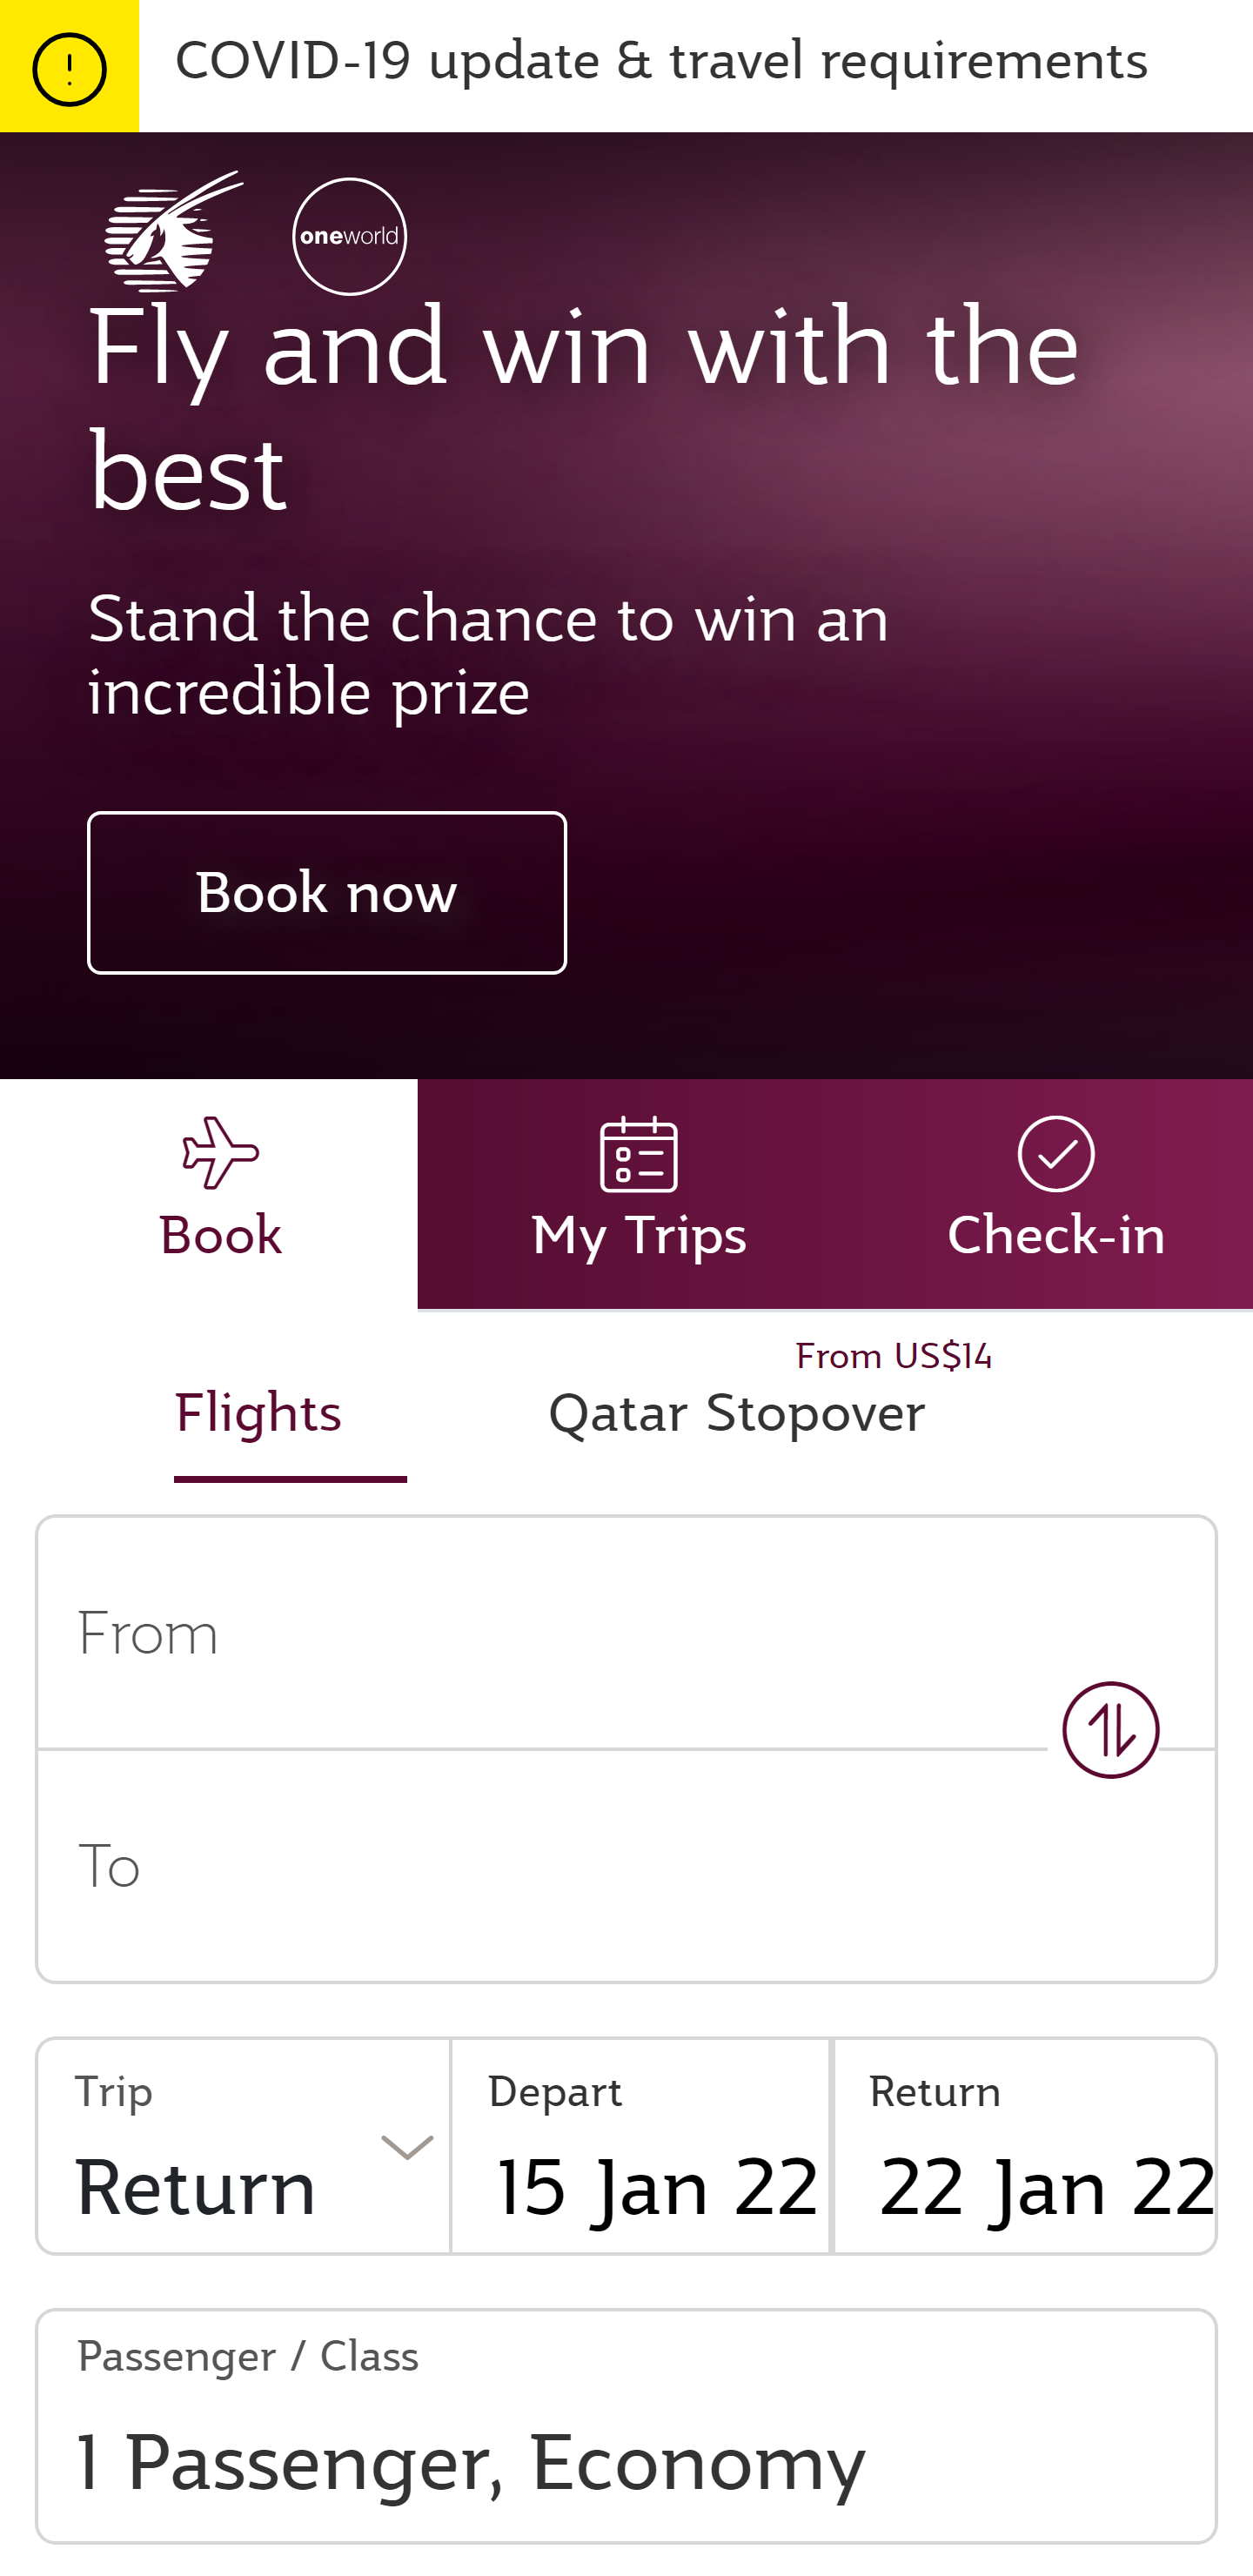 COVID-19 update & travel requirements
oneworld
Fly and win with the
best
Stand the chance to win an
incredible prize
Book now
Book
My Trips
Check-in
From US$14
Flights
Qatar Stopover
From
To
Trip
Depart
Return
Return
15 Jan 22
22 Jan 22
Passenger / Class
1 Passenger, Economy